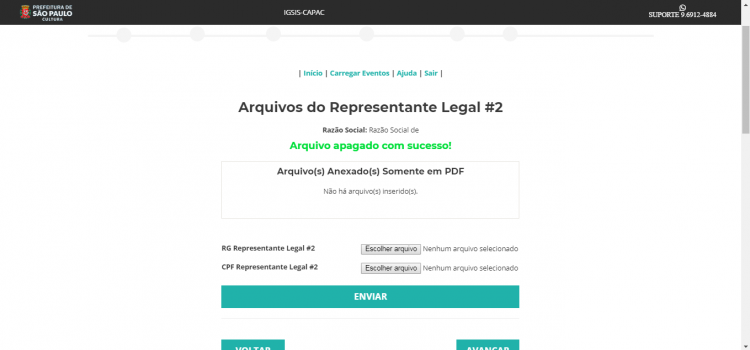 PREFEITURA DE
SÃO PAULO
CULTURA
IGSIS-CAPAC
SUPORTE 9.6912-4884
| Início | Carregar Eventos | Ajuda | Sair |
Arquivos do Representante Legal #2
Razão Social: Razão Social de
Arquivo apagado com sucesso!
Arquivo(s) Anexado(s) Somente em PDF
Não há arquivo(s) inserido(s).
RG Representante Legal #2 Escolher arquivo Nenhum arquivo selecionado
CPF Representante Legal #2 Escolher arquivo Nenhum arquivo selecionado
ENVIAR
VOLTAR AVANÇAR